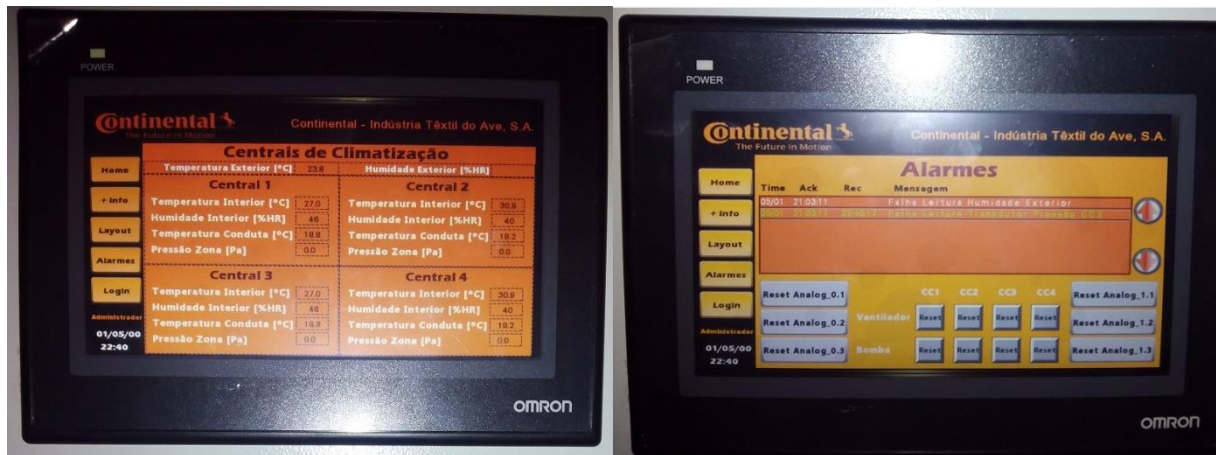 POWER
Continental
The Future in Motion
Continental - Indústria Têxtil do Ave, S.A.
Centrais de Climatização
Temperatura Exterior [ºC] 23.8 Humidade Exterior [%HR]
Central 1
Temperatura Interior [ºC] 27.0
Humidade Interior [%HR] 46
Temperatura Conduta [ºC] 19.8
Pressão Zona [Pa] 0.0
Central 2
Temperatura Interior [ºC] 30.9
Humidade Interior [%HR] 40
Temperatura Conduta [ºC] 19.2
Pressão Zona [Pa] 0.0
Central 3
Temperatura Interior [ºC] 27.0
Humidade Interior [%HR] 46
Temperatura Conduta [ºC] 19.8
Pressão Zona [Pa] 0.0
Central 4
Temperatura Interior [ºC] 30.9
Humidade Interior [%HR] 40
Temperatura Conduta [ºC] 19.2
Pressão Zona [Pa] 0.0
Home
+ Info
Layout
Alarmes
Login
Administrador
01/05/00
22:40
OMRON
POWER
Continental
The Future in Motion
Continental - Indústria Têxtil do Ave, S.A.
Alarmes
Time Ack Rec Mensagem
05/01 21:03:11 Falha Leitura Humidade Exterior
05/01 21:03:11 22:40:17 Falha Leitura Transdutor Pressão
Home
+ Info
Layout
Alarmes
Login
Administrador
01/05/00
22:40
CC1 CC2 CC3 CC4
Reset Analog_0.1 Reset Analog_1.1
Ventilador Reset Reset Reset Reset
Reset Analog_0.2 Reset Analog_1.2
Reset Analog_0.3 Bomba Reset Reset Reset Reset Reset Analog_1.3
OMRON